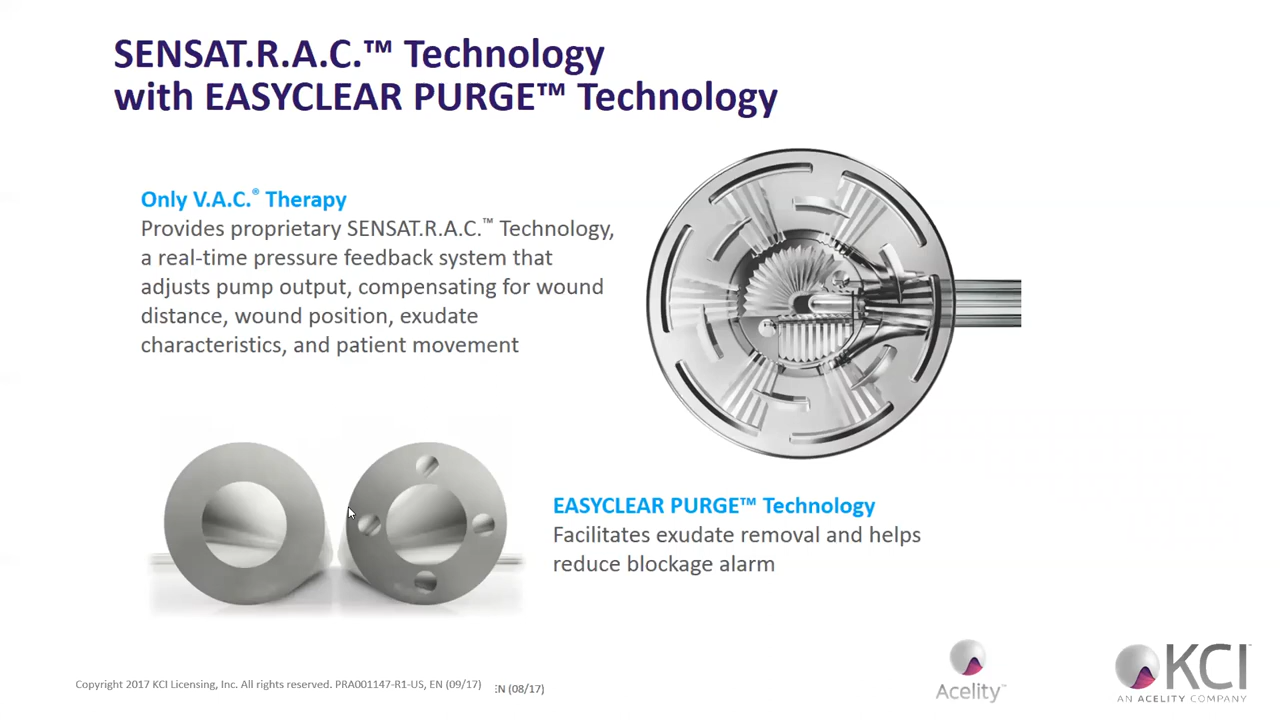 SENSAT.R.A.C.™ Technology
with EASYCLEAR PURGE™ Technology
Only V.A.C.® Therapy
Provides proprietary SENSAT.R.A.C.™ Technology,
a real-time pressure feedback system that
adjusts pump output, compensating for wound
distance, wound position, exudate
characteristics, and patient movement
EASYCLEAR PURGE™ Technology
Facilitates exudate removal and helps
reduce blockage alarm
Copyright 2017 KCI Licensing, Inc. All rights reserved. PRA001147-R1-US, EN (09/17)
EN (08/17)
Acelity™
KCI™
AN ACELITY COMPANY